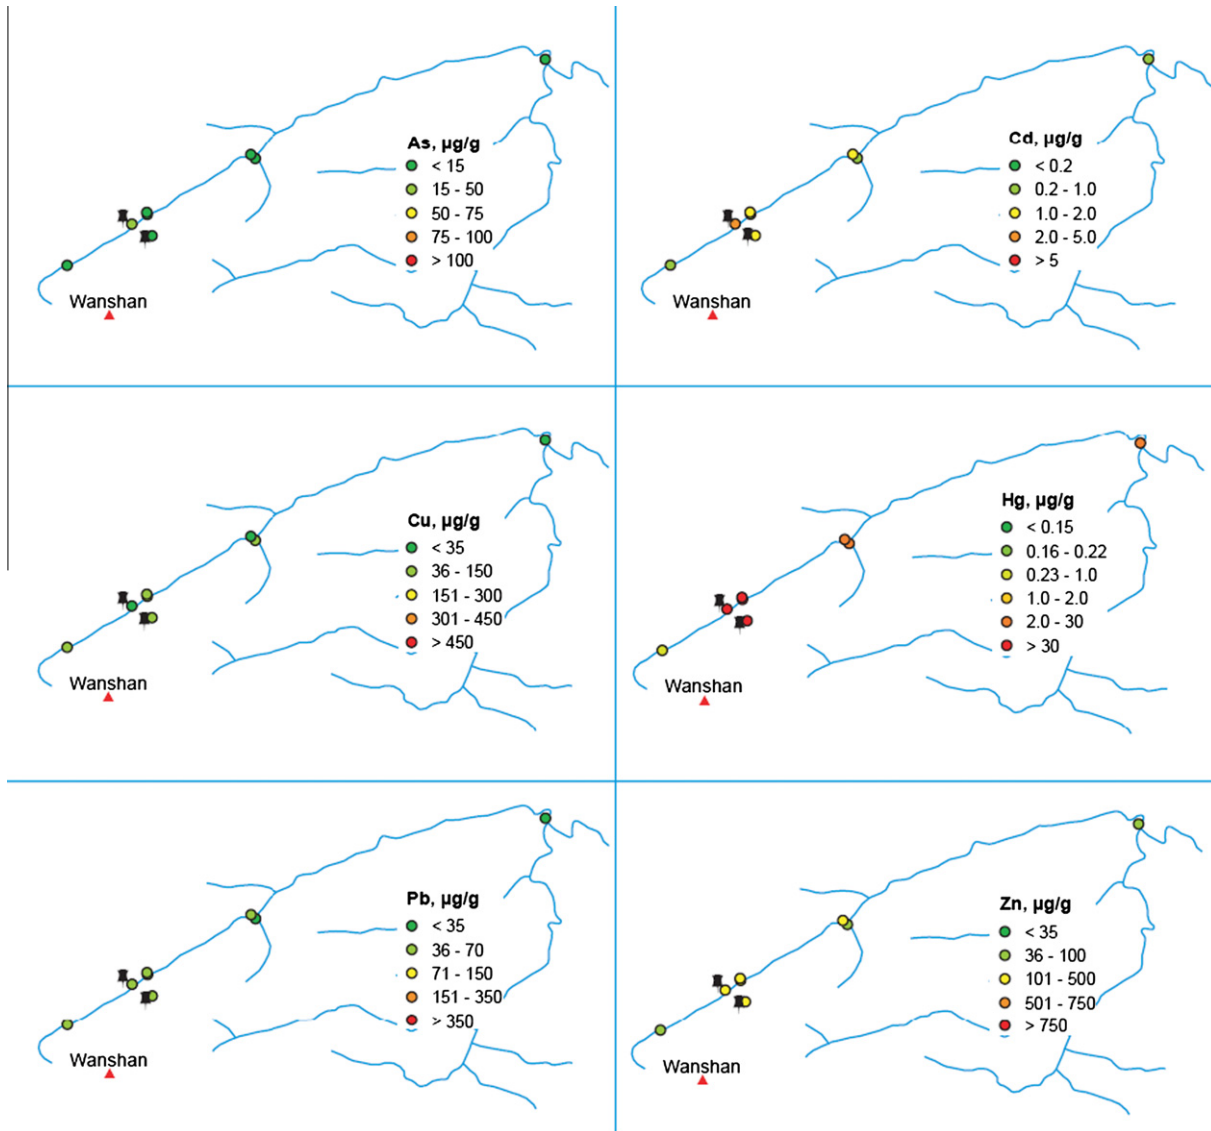 As, µg/g
< 15
15 - 50
50 - 75
75 - 100
> 100
Wanshan
Cd, µg/g
< 0.2
0.2 - 1.0
1.0 - 2.0
2.0 - 5.0
> 5
Wanshan
Cu, µg/g
< 35
36 - 150
151 - 300
301 - 450
> 450
Wanshan
Hg, µg/g
< 0.15
0.16 - 0.22
0.23 - 1.0
1.0 - 2.0
2.0 - 30
> 30
Wanshan
Pb, µg/g
< 35
36 - 70
71 - 150
151 - 350
> 350
Wanshan
Zn, µg/g
< 35
36 - 100
101 - 500
501 - 750
> 750
Wanshan